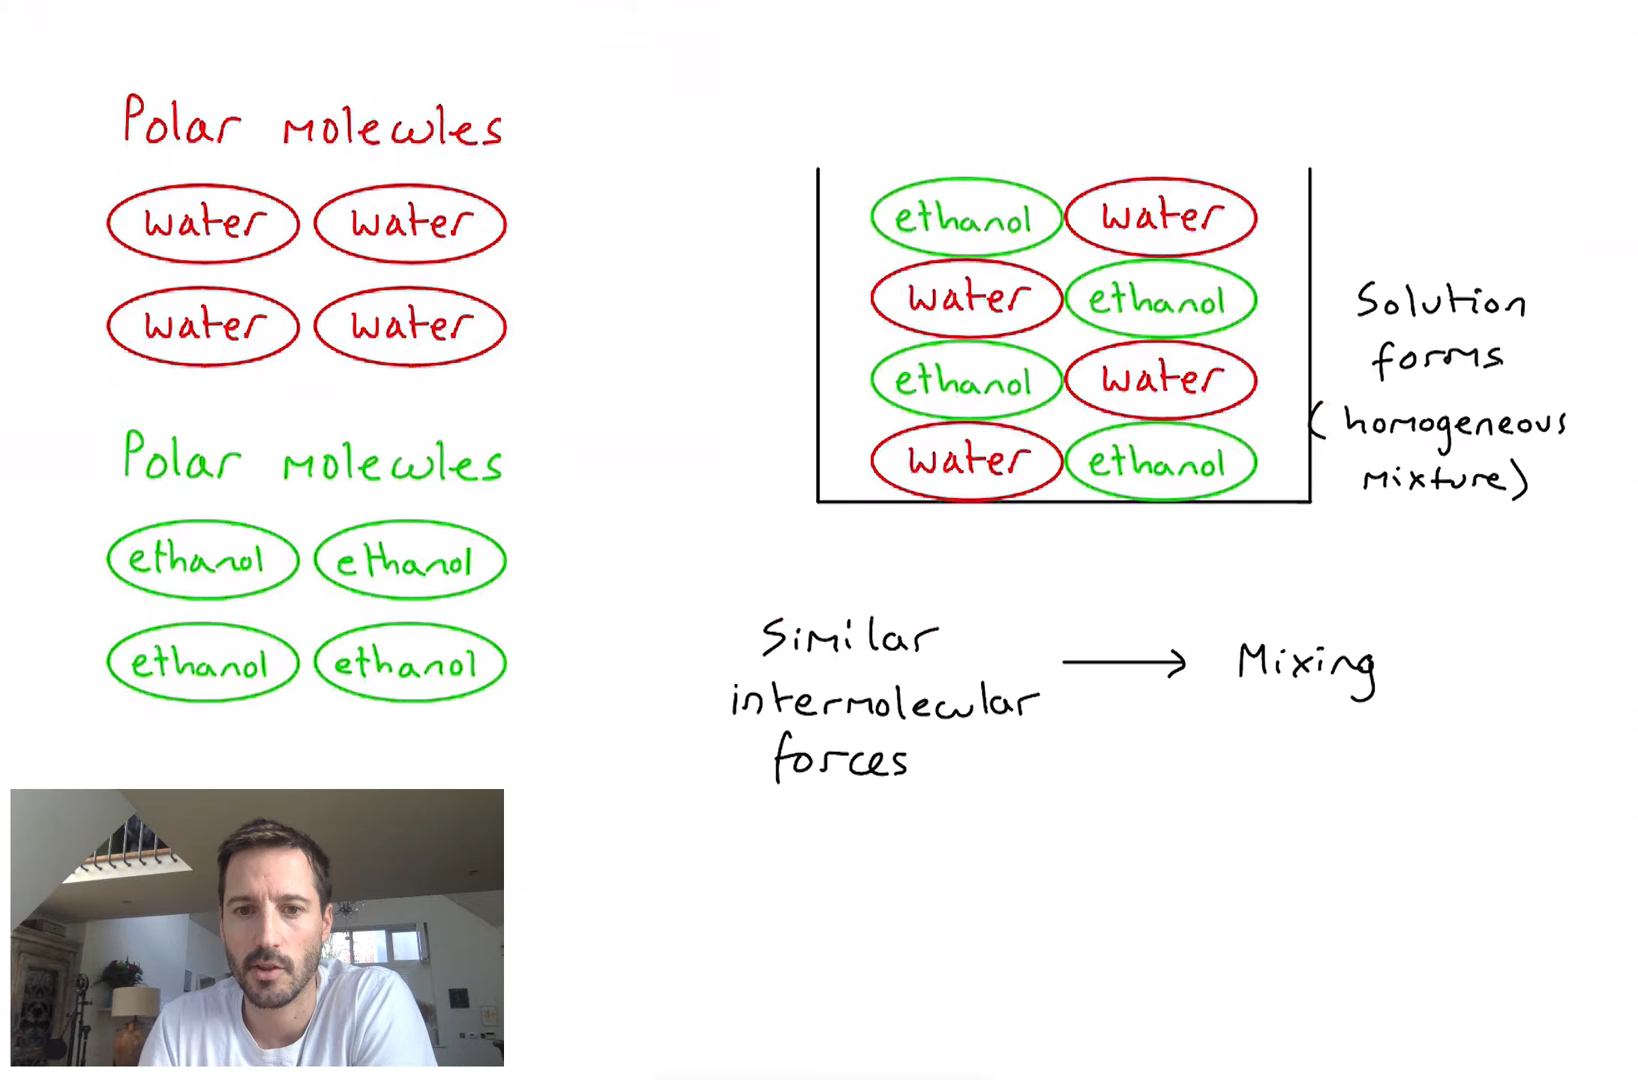 Polar molecules
water water
water water
Polar molecules
ethanol ethanol
ethanol ethanol
ethanol water
water ethanol
ethanol water
water ethanol
Solution
forms
(homogeneous
mixture)
Similar
intermolecular
forces
→ Mixing